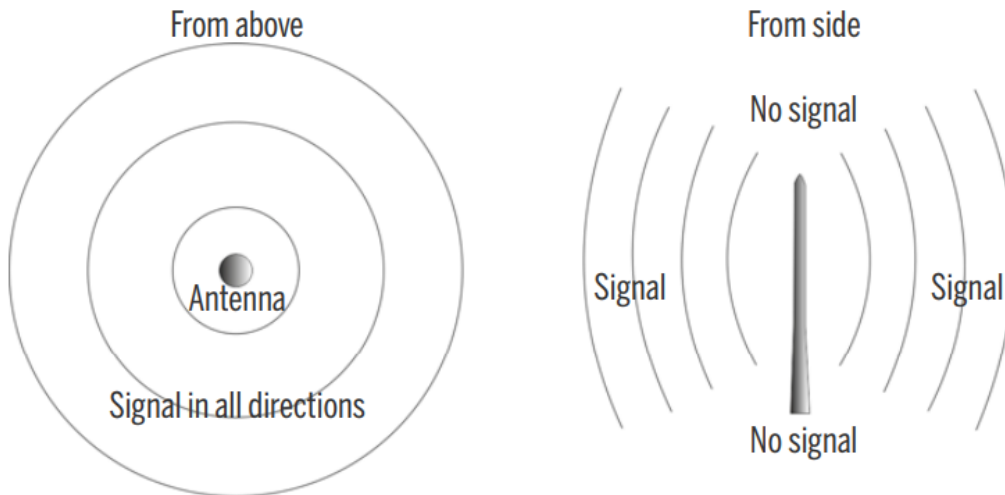 From above
Antenna
Signal in all directions
From side
No signal
Signal
Signal
No signal